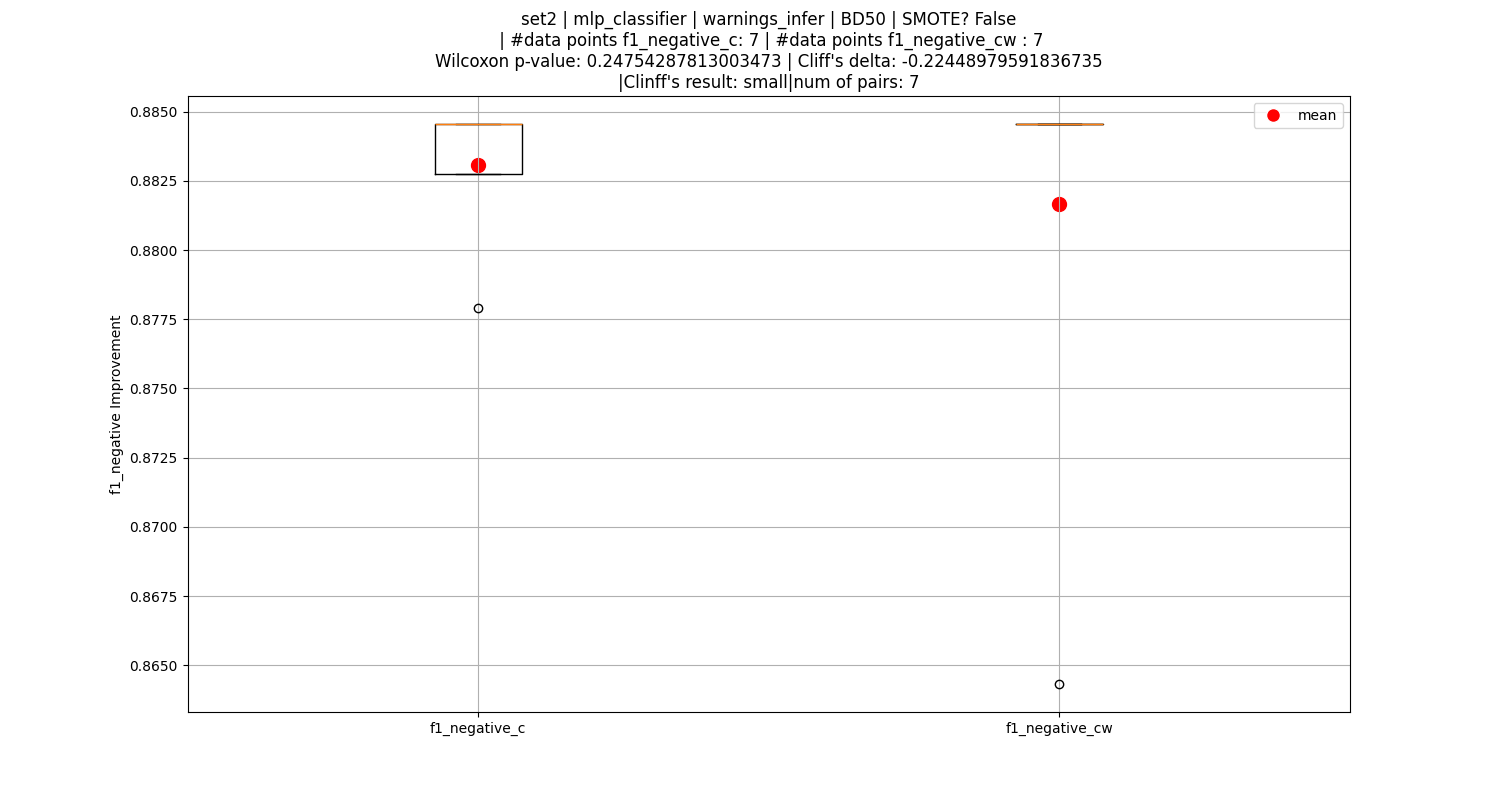 set2 | mlp_classifier | warnings_infer | BD50 | SMOTE? False
| #data points f1_negative_c: 7 | #data points f1_negative_cw : 7
Wilcoxon p-value: 0.24754287813003473 | Cliff's delta: -0.22448979591836735
|Clinff's result: small|num of pairs: 7
mean
f1_negative Improvement
0.8850
0.8825
0.8800
0.8775
0.8750
0.8725
0.8700
0.8675
0.8650
f1_negative_c
f1_negative_cw